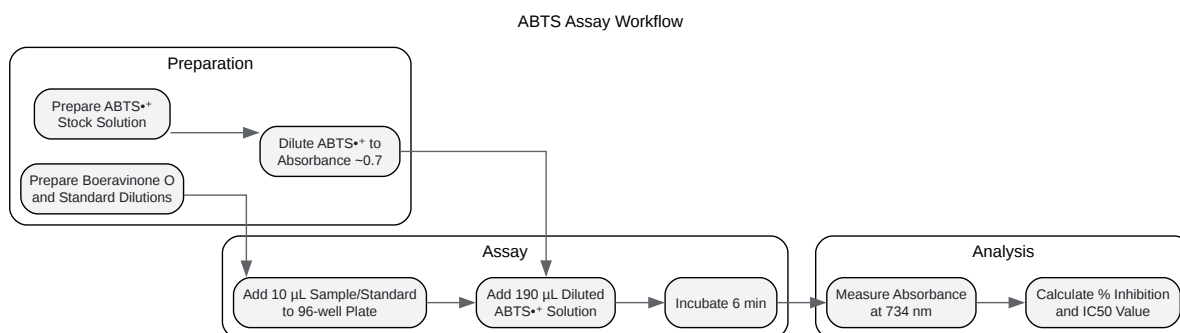 ABTS Assay Workflow
Preparation
Prepare ABTS•⁺
Stock Solution
Dilute ABTS•⁺ to
Absorbance ~0.7
Prepare Boeravinone O
and Standard Dilutions
Assay
Add 10 µL Sample/Standard
to 96-well Plate
Add 190 µL Diluted
ABTS•⁺ Solution
Incubate 6 min
Analysis
Measure Absorbance
at 734 nm
Calculate % Inhibition
and IC50 Value